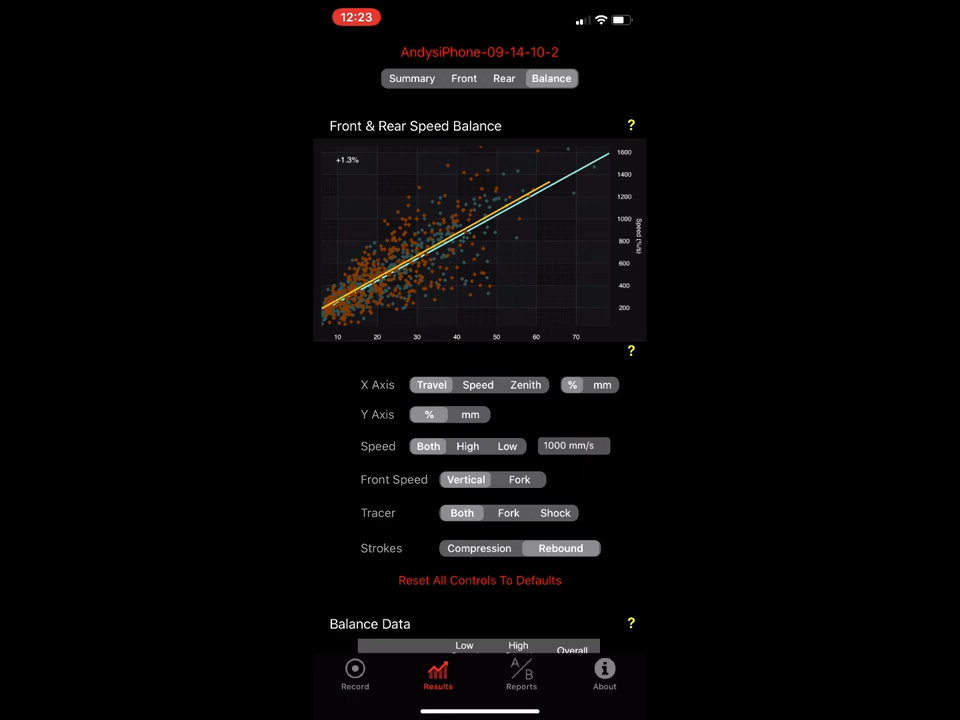 12:23
AndysiPhone-09-14-10-2
Summary Front Rear Balance
Front & Rear Speed Balance ?
+1.3%
1600
1400
1200
1000
800
600
400
200
Speed (%/s)
10 20 30 40 50 60 70
?
X Axis Travel Speed Zenith % mm
Y Axis % mm
Speed Both High Low 1000 mm/s
Front Speed Vertical Fork
Tracer Both Fork Shock
Strokes Compression Rebound
Reset All Controls To Defaults
Balance Data ?
Low High Overall
A/B
Record Results Reports About